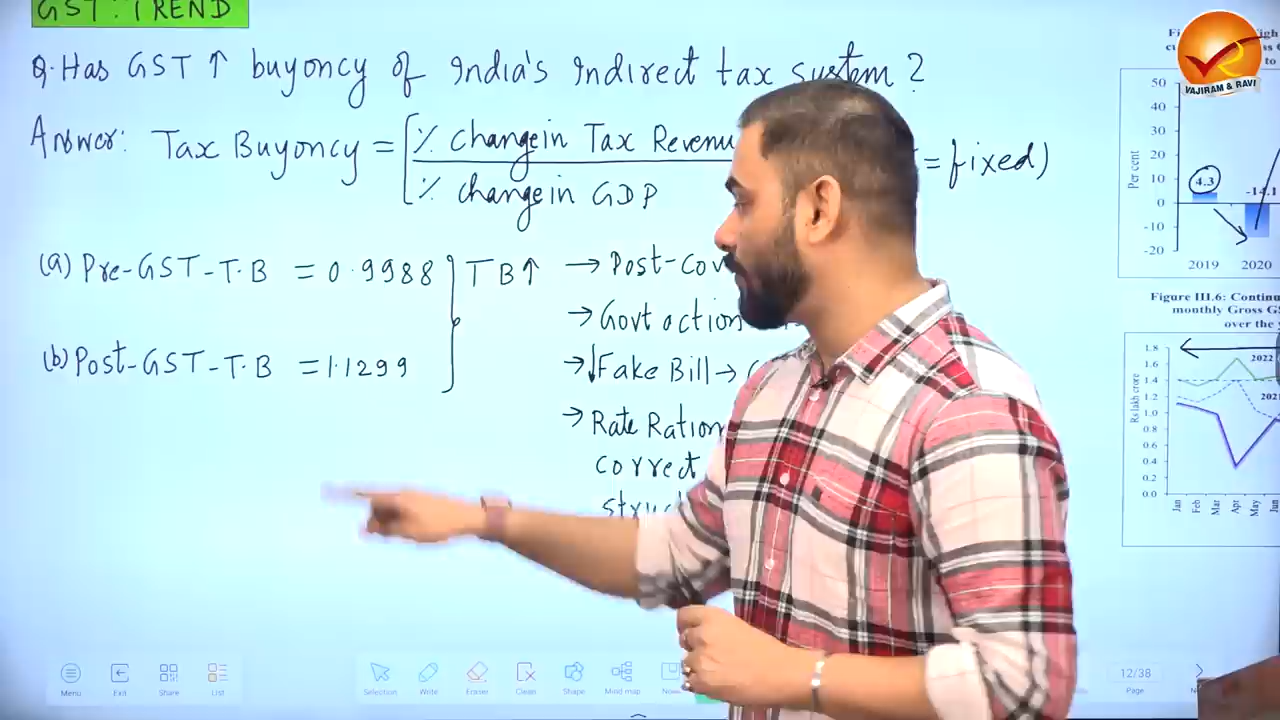 GST: TREND
Q. Has GST ↑ buyoncy of India's Indirect tax system?
Answer: Tax Buyoncy = [% Change in Tax Revenu
% change in GDP
= fixed)
(a) Pre-GST-T.B = 0.9988
(b) Post-GST-T.B = 1.1299
TB↑
→ Post-Cov
→ Govt action
→ ↓Fake Bill →
→ Rate Ration
correct
struc
VAJIRAM & RAVI
Per cent
50
40
30
20
10
0
-10
-20
4.3
-14.1
2019 2020
Figure III.6: Continu
monthly Gross GS
over the
Rs lakh crore
1.8
1.6
1.4
1.2
1.0
0.8
0.6
0.4
0.2
0.0
2022
2021
Jan Feb Mar Apr May Jun
Menu Exit Share List Selection Write Eraser Clean Shape Mind map
12/38
Page